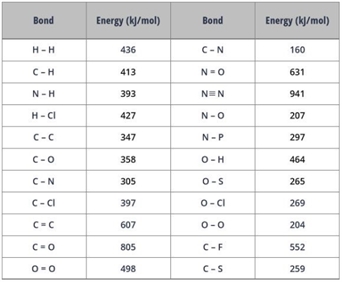 Bond Energy (kJ/mol) Bond Energy (kJ/mol)
H – H 436 C – N 160
C – H 413 N = O 631
N – H 393 N≡N 941
H – Cl 427 N – O 207
C – C 347 N – P 297
C – O 358 O – H 464
C – N 305 O – S 265
C – Cl 397 O – Cl 269
C = C 607 O – O 204
C = O 805 C – F 552
O = O 498 C – S 259